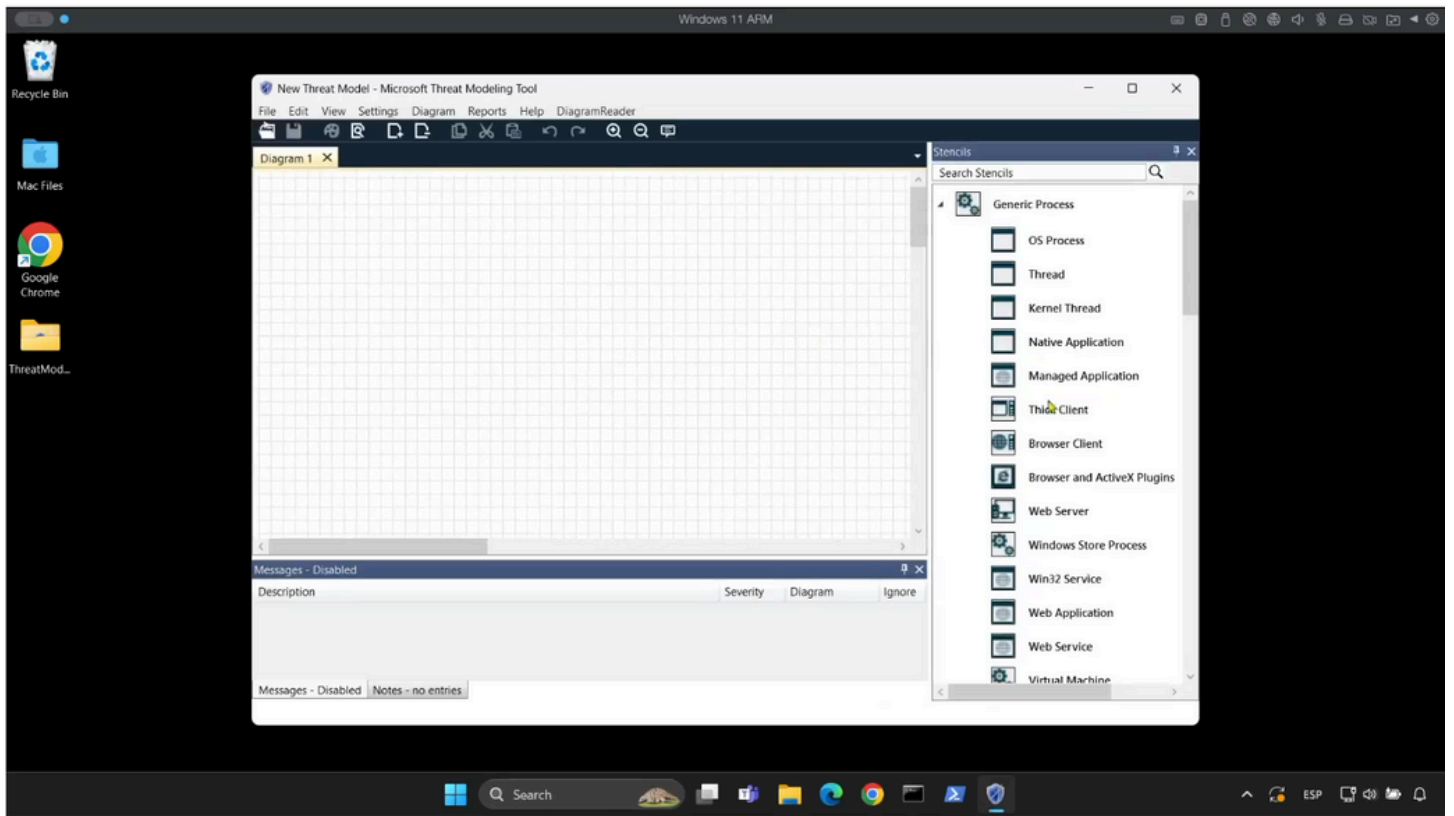 Windows 11 ARM
Recycle Bin
Mac Files
Google
Chrome
ThreatMod...
New Threat Model - Microsoft Threat Modeling Tool
File Edit View Settings Diagram Reports Help DiagramReader
Diagram 1
Stencils
Search Stencils
Generic Process
OS Process
Thread
Kernel Thread
Native Application
Managed Application
Thick Client
Browser Client
Browser and ActiveX Plugins
Web Server
Windows Store Process
Win32 Service
Web Application
Web Service
Virtual Machine
Messages - Disabled
Description Severity Diagram Ignore
Messages - Disabled Notes - no entries
Search
ESP